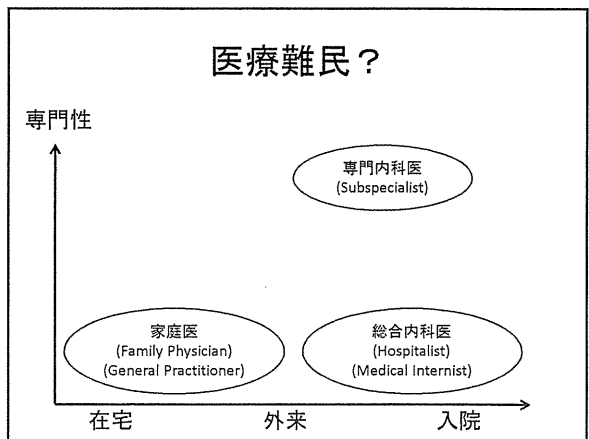 医療難民？
専門性
専門内科医
(Subspecialist)
家庭医
(Family Physician)
(General Practitioner)
総合内科医
(Hospitalist)
(Medical Internist)
在宅
外来
入院